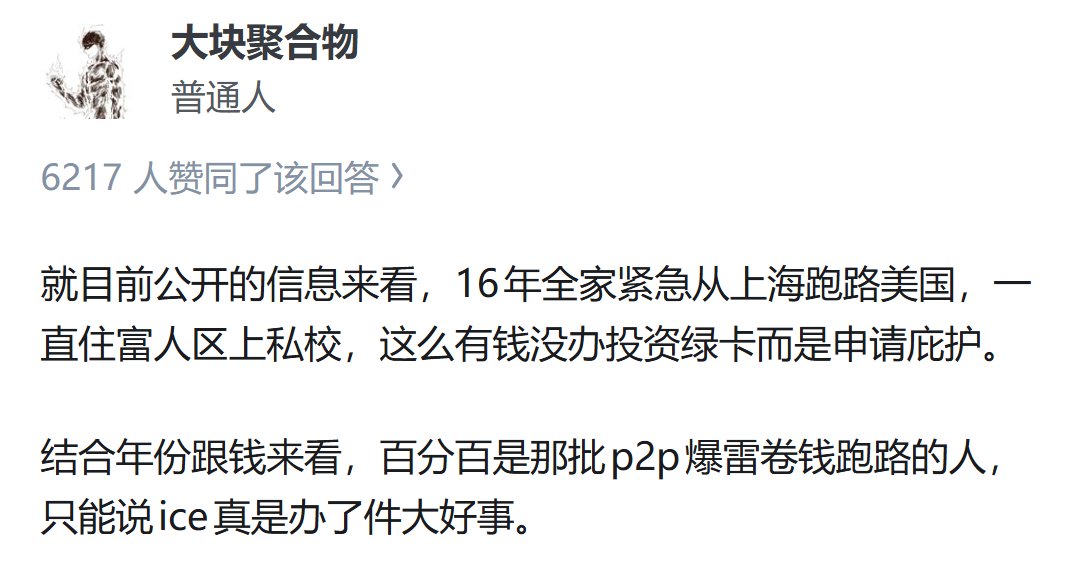 大块聚合物
普通人
6217 人赞同了该回答 ›
就目前公开的信息来看，16年全家紧急从上海跑路美国，一
直住富人区上私校，这么有钱没办投资绿卡而是申请庇护。
结合年份跟钱来看，百分百是那批p2p爆雷卷钱跑路的人，
只能说ice真是办了件大好事。